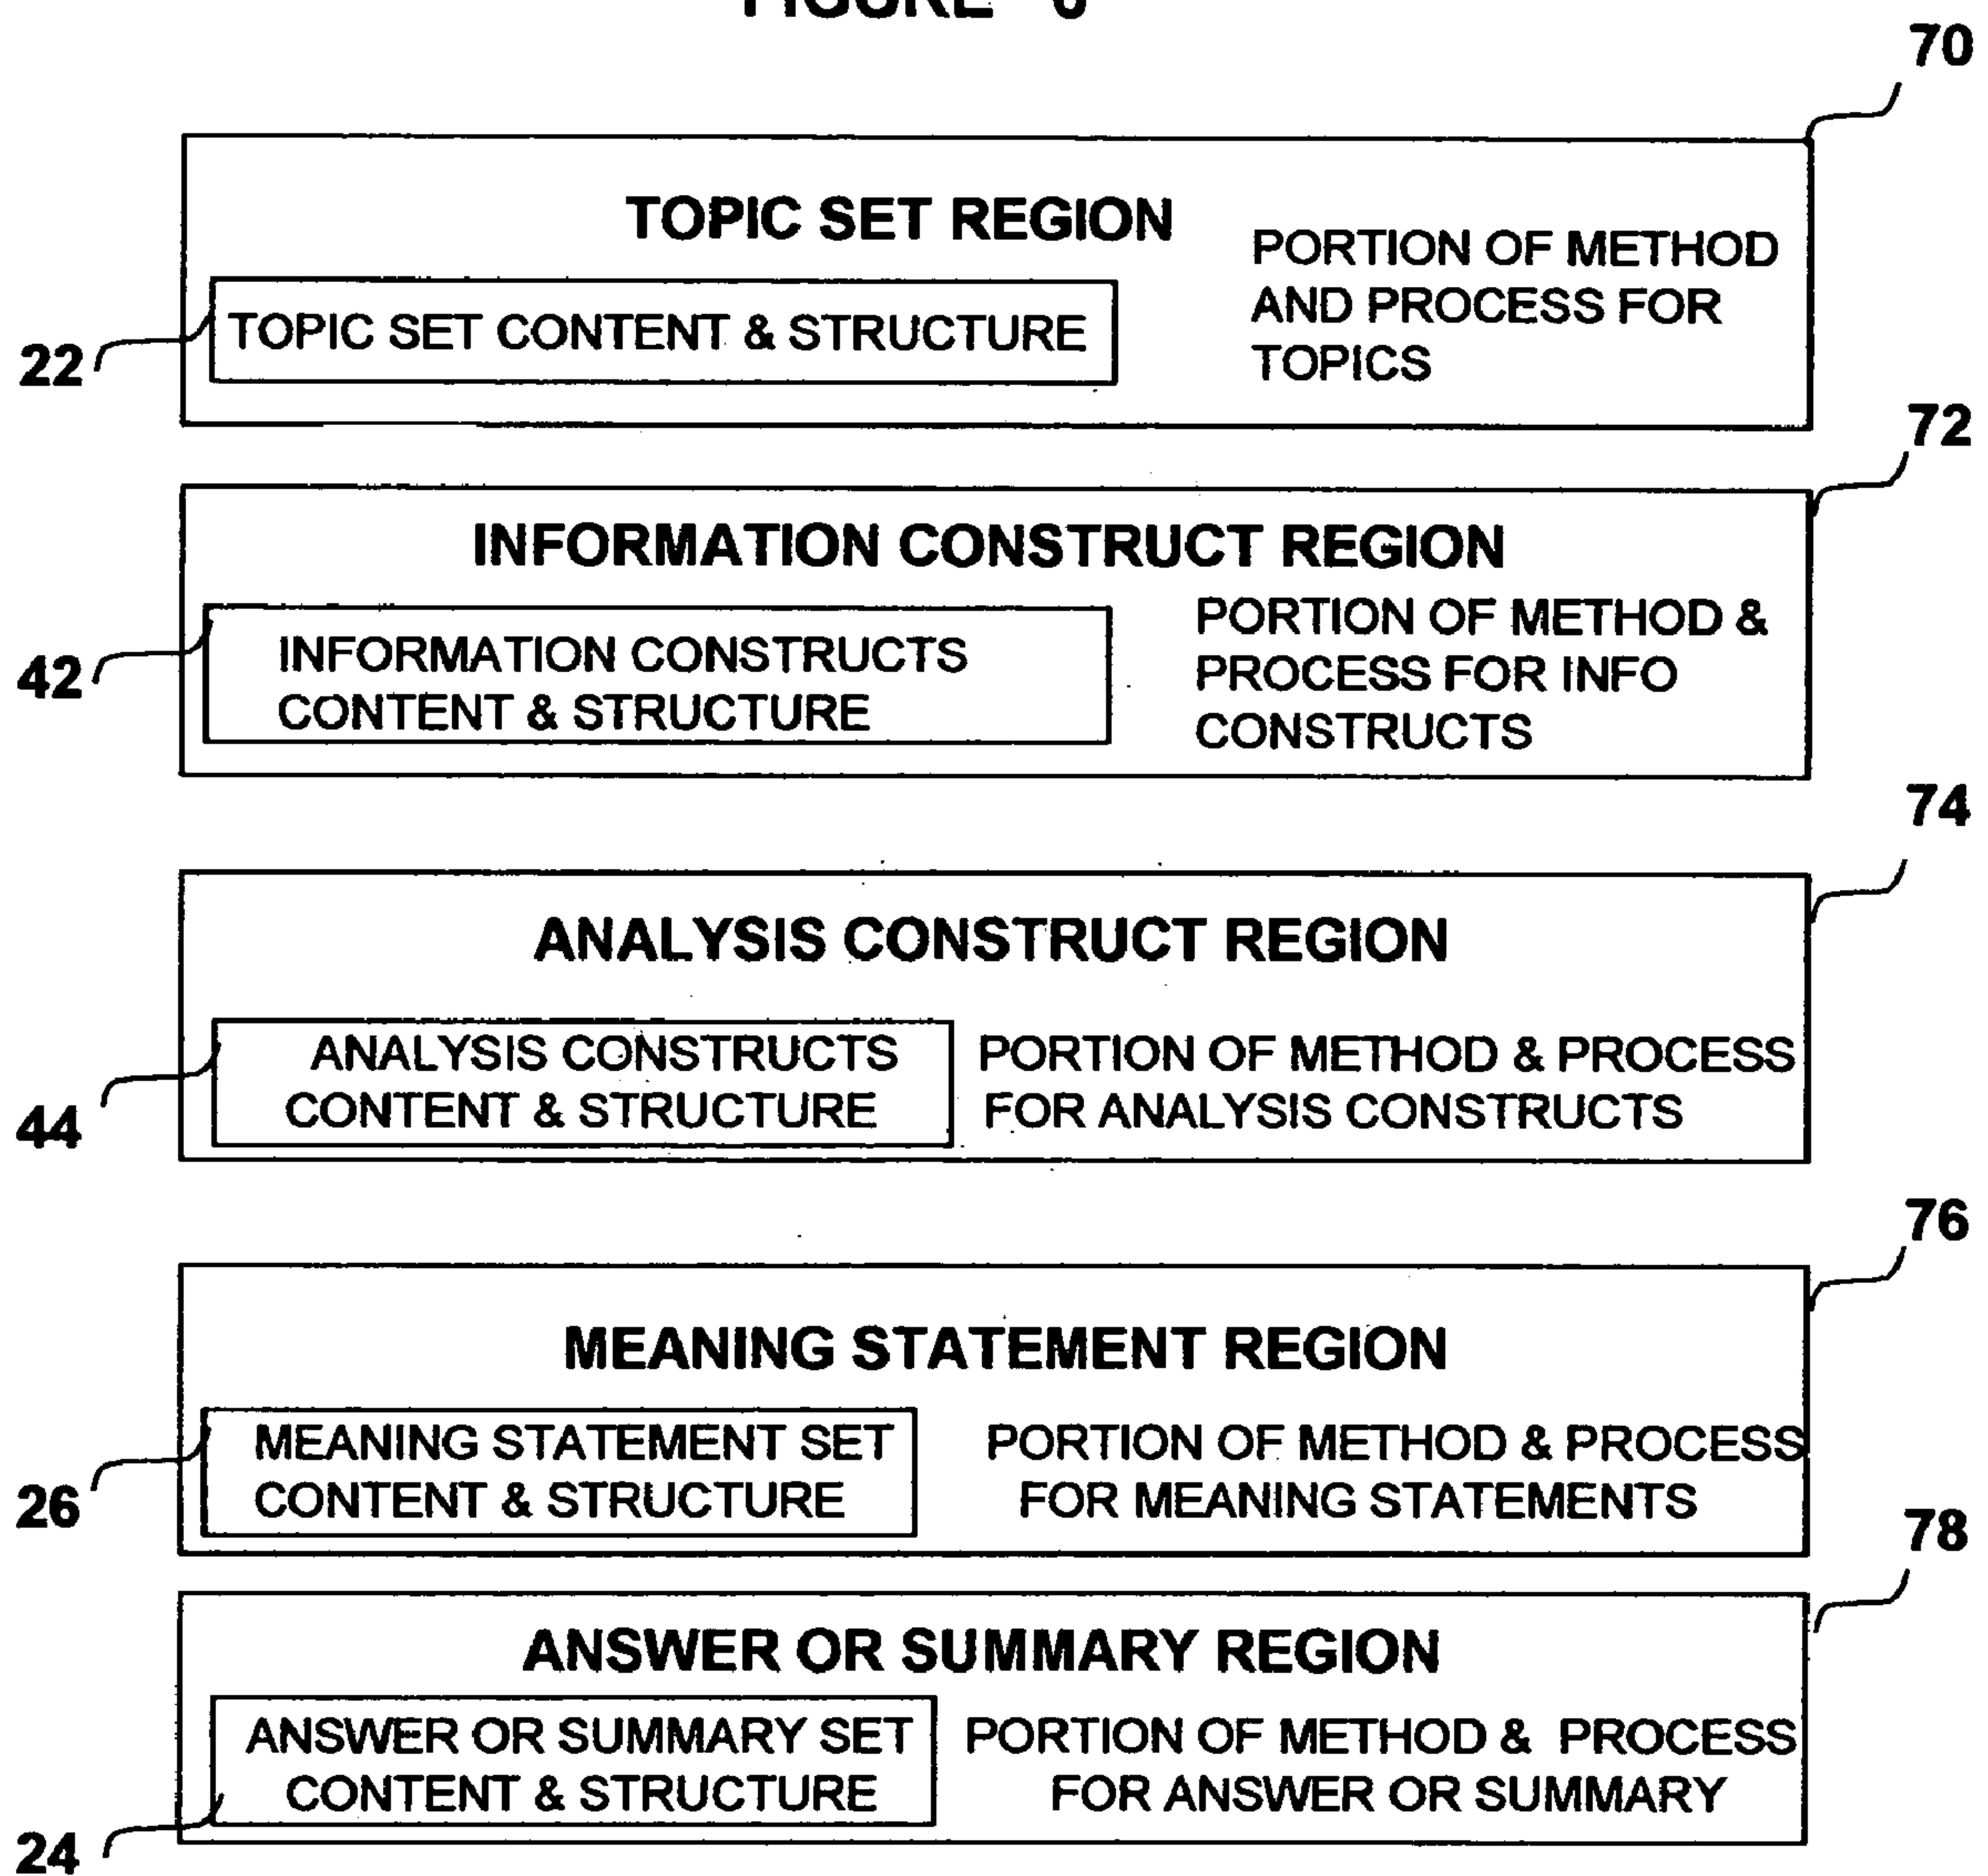 FIGURE
70
TOPIC SET REGION
PORTION OF METHOD
AND PROCESS FOR
TOPICS
TOPIC SET CONTENT & STRUCTURE
22
72
INFORMATION CONSTRUCT REGION
INFORMATION CONSTRUCTS
CONTENT & STRUCTURE
PORTION OF METHOD &
PROCESS FOR INFO
CONSTRUCTS
42
74
ANALYSIS CONSTRUCT REGION
ANALYSIS CONSTRUCTS
CONTENT & STRUCTURE
PORTION OF METHOD & PROCESS
FOR ANALYSIS CONSTRUCTS
44
76
MEANING STATEMENT REGION
MEANING STATEMENT SET
CONTENT & STRUCTURE
PORTION OF METHOD & PROCESS
FOR MEANING STATEMENTS
26
78
ANSWER OR SUMMARY REGION
ANSWER OR SUMMARY SET
CONTENT & STRUCTURE
PORTION OF METHOD & PROCESS
FOR ANSWER OR SUMMARY
24